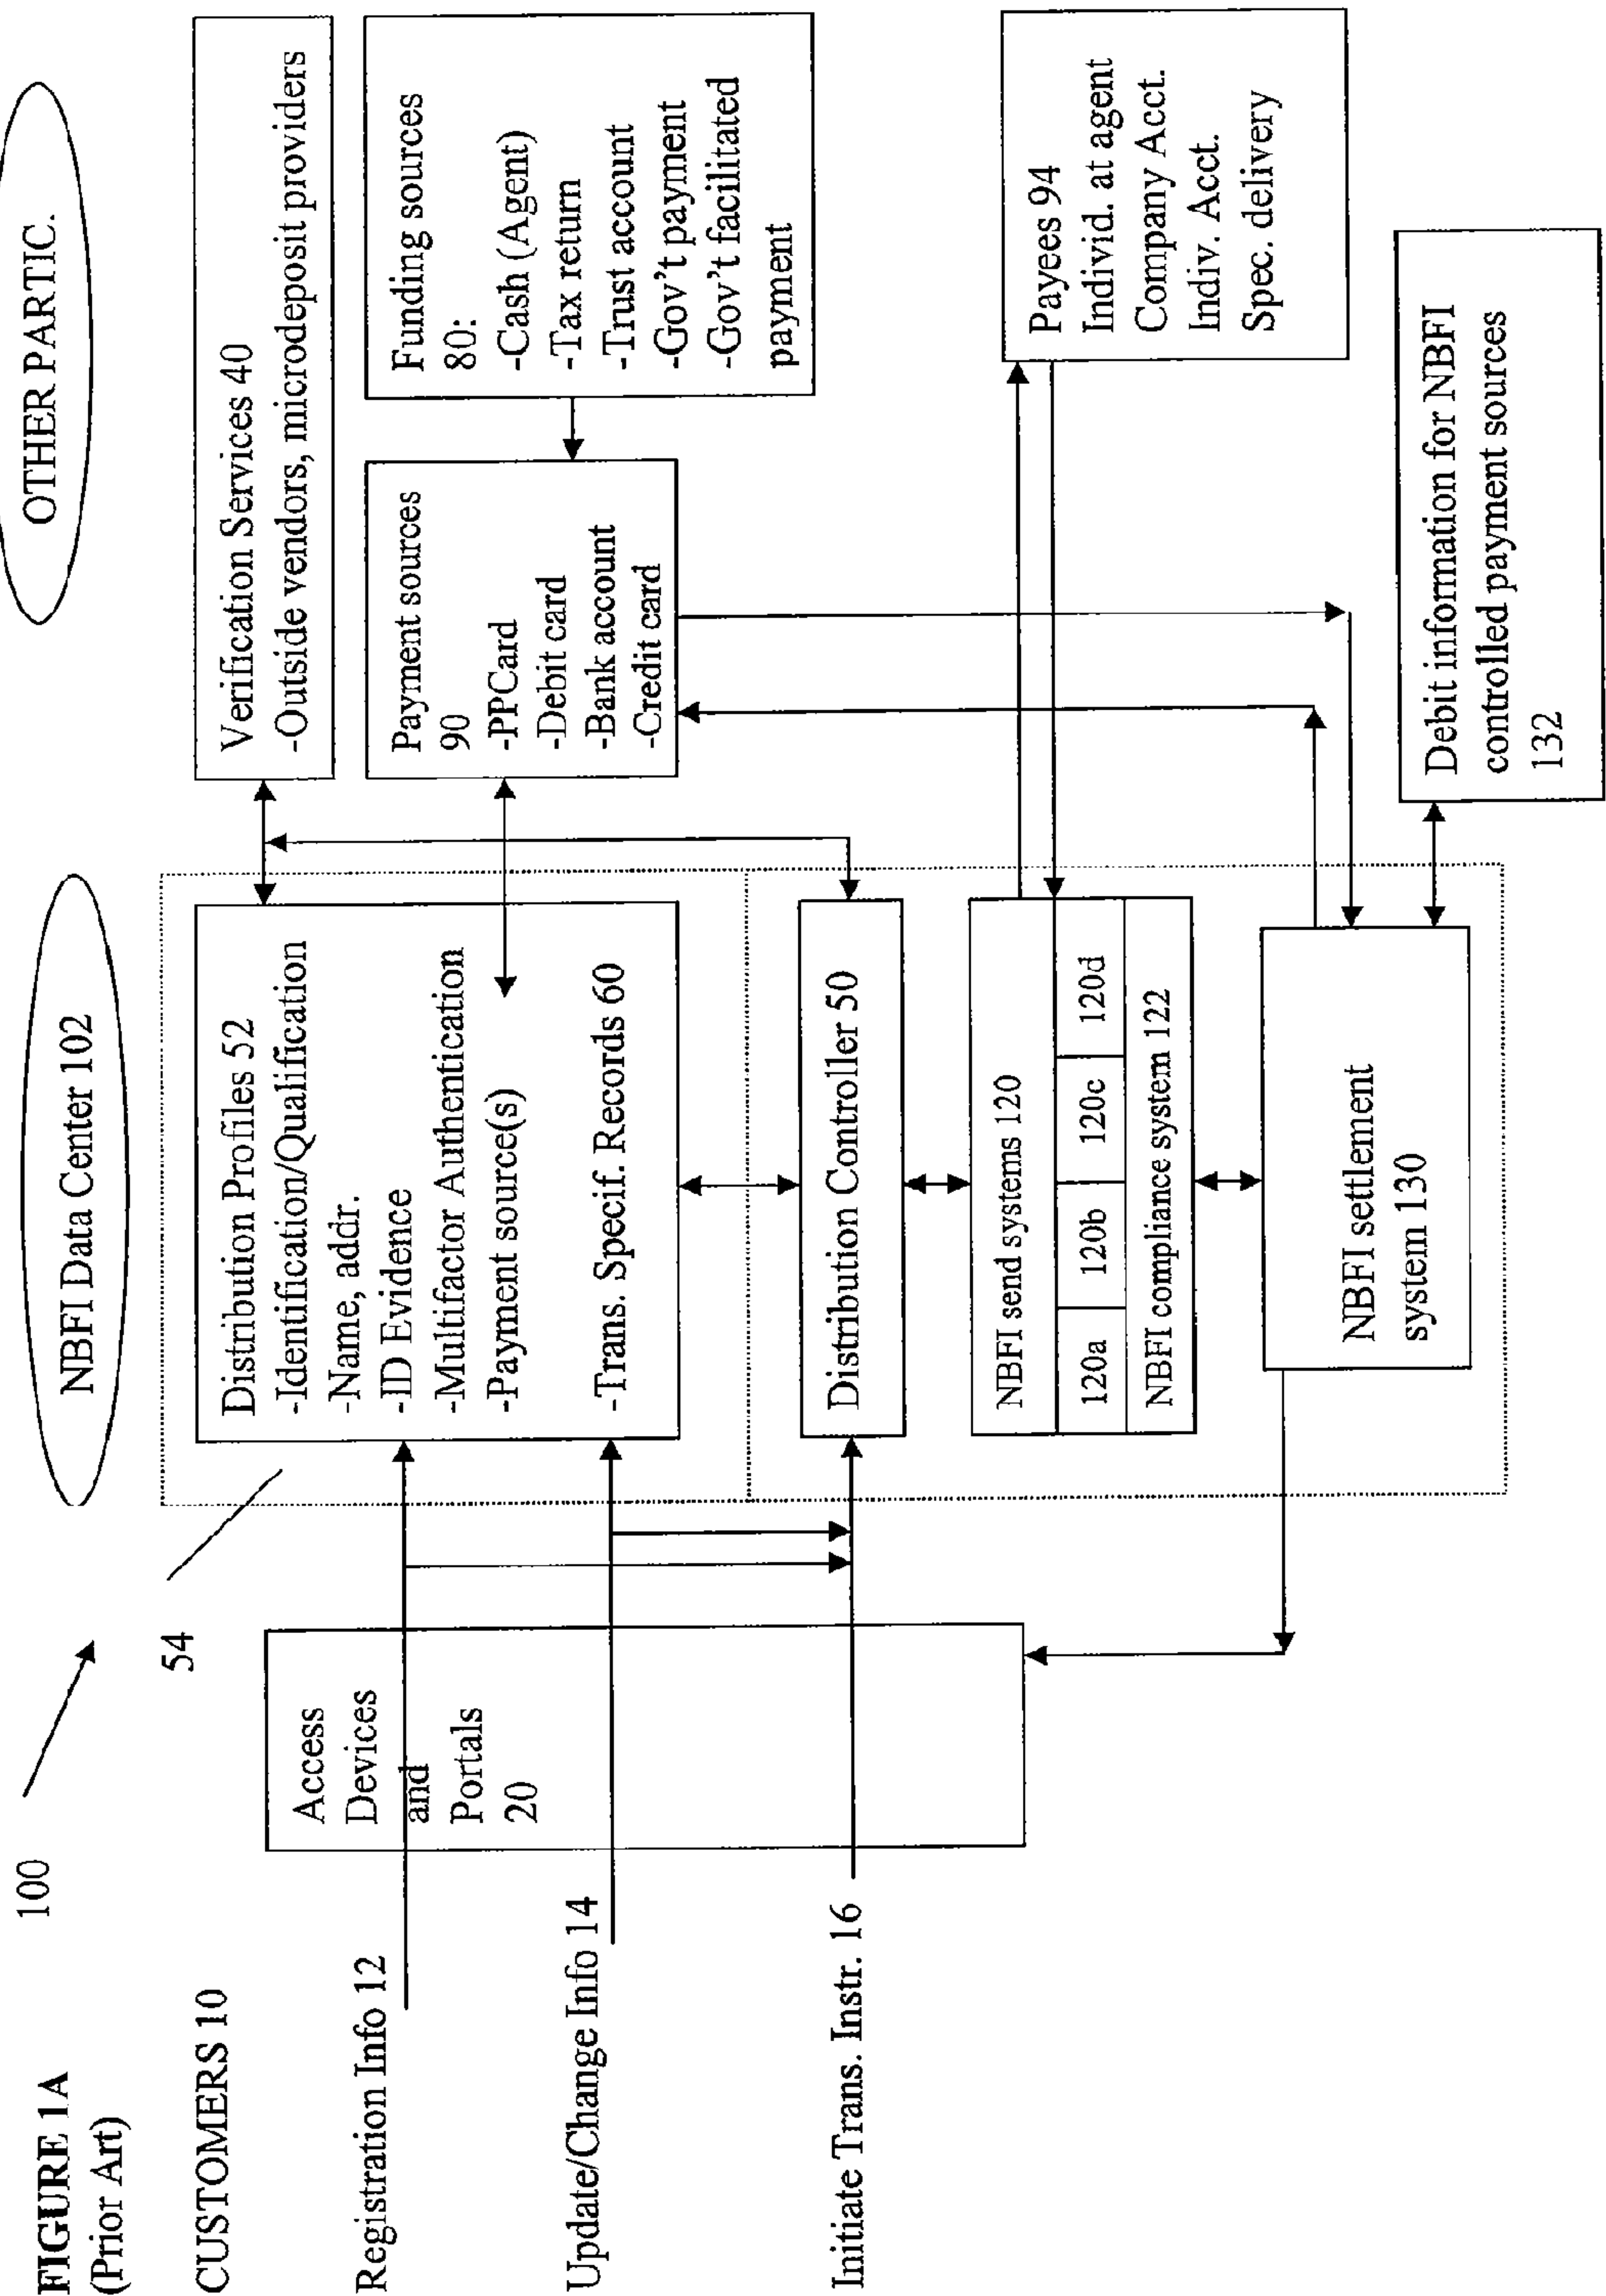 FIGURE 1A
(Prior Art)
100
NBFI Data Center 102
OTHER PARTIC.
CUSTOMERS 10
Registration Info 12
Update/Change Info 14
Initiate Trans. Instr. 16
54
Access
Devices
and
Portals
20
Distribution Profiles 52
-Identification/Qualification
-Name, addr.
-ID Evidence
-Multifactor Authentication
-Payment source(s)
-Trans. Specif. Records 60
Distribution Controller 50
NBFI send systems 120
120a
120b
120c
120d
NBFI compliance system 122
NBFI settlement
system 130
Verification Services 40
-Outside vendors, microdeposit providers
Payment sources
90
-PPCard
-Debit card
-Bank account
-Credit card
Funding sources
80:
-Cash (Agent)
-Tax return
-Trust account
-Gov't payment
-Gov't facilitated
payment
Payees 94
Individ. at agent
Company Acct.
Indiv. Acct.
Spec. delivery
Debit information for NBFI
controlled payment sources
132